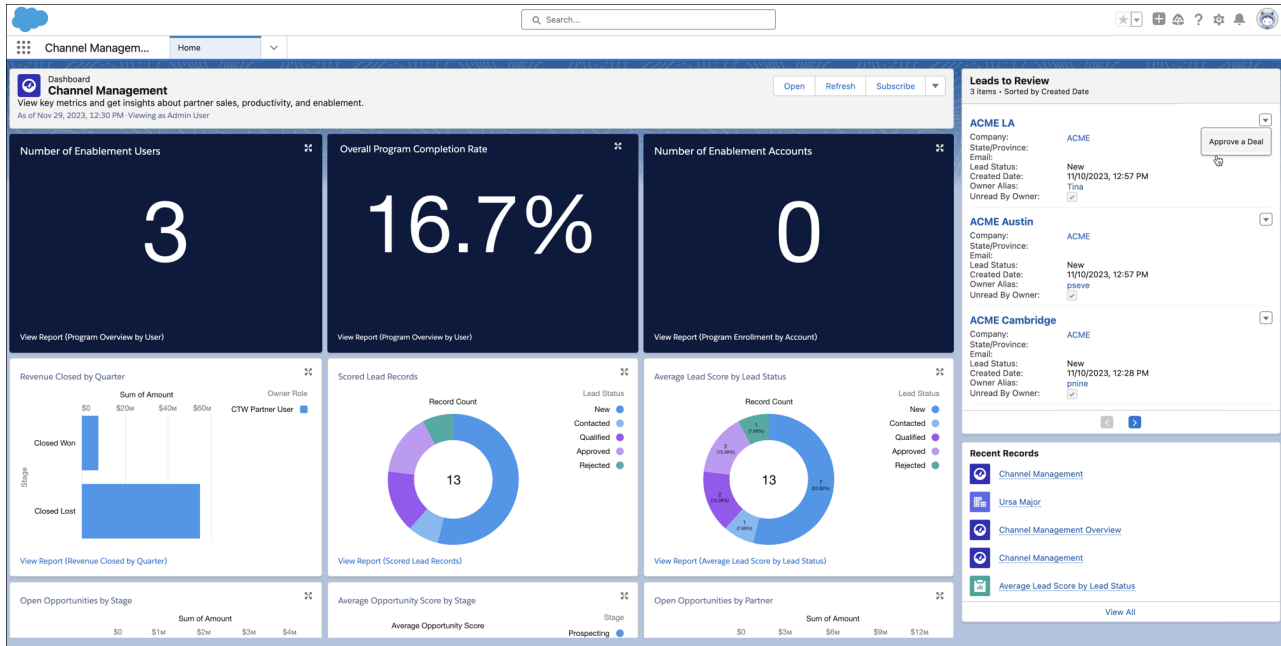 Search...
Channel Managem...
Home
Dashboard
Channel Management
View key metrics and get insights about partner sales, productivity, and enablement.
As of Nov 29, 2023, 12:30 PM·Viewing as Admin User
Open
Refresh
Subscribe
Number of Enablement Users
3
View Report (Program Overview by User)
Overall Program Completion Rate
16.7%
View Report (Program Overview by User)
Number of Enablement Accounts
0
View Report (Program Enrollment by Account)
Revenue Closed by Quarter
Sum of Amount
Owner Role
$0 $20M $40M $60M
CTW Partner User
Stage
Closed Won
Closed Lost
View Report (Revenue Closed by Quarter)
Scored Lead Records
Record Count
Lead Status
New
Contacted
Qualified
Approved
Rejected
13
View Report (Scored Lead Records)
Average Lead Score by Lead Status
Record Count
Lead Status
New
Contacted
Qualified
Approved
Rejected
1
2
13
7
2
1
View Report (Average Lead Score by Lead Status)
Open Opportunities by Stage
Sum of Amount
$0 $1M $2M $3M $4M
Average Opportunity Score by Stage
Stage
Average Opportunity Score
Prospecting
Open Opportunities by Partner
Sum of Amount
$0 $3M $6M $9M $12M
Leads to Review
3 items • Sorted by Created Date
ACME LA
Approve a Deal
Company: ACME
State/Province:
Email:
Lead Status: New
Created Date: 11/10/2023, 12:57 PM
Owner Alias: Tina
Unread By Owner:
ACME Austin
Company: ACME
State/Province:
Email:
Lead Status: New
Created Date: 11/10/2023, 12:57 PM
Owner Alias: pseve
Unread By Owner:
ACME Cambridge
Company: ACME
State/Province:
Email:
Lead Status: New
Created Date: 11/10/2023, 12:28 PM
Owner Alias: pnine
Unread By Owner:
Recent Records
Channel Management
Ursa Major
Channel Management Overview
Channel Management
Average Lead Score by Lead Status
View All